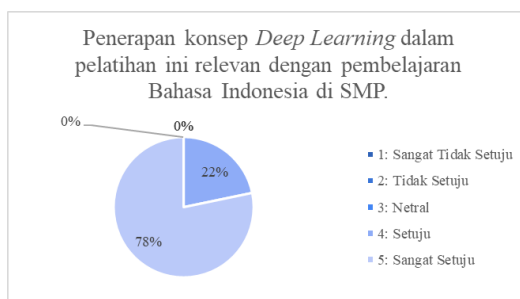 Penerapan konsep Deep Learning dalam
pelatihan ini relevan dengan pembelajaran
Bahasa Indonesia di SMP.
0%
0%
22%
78%
1: Sangat Tidak Setuju
2: Tidak Setuju
3: Netral
4: Setuju
5: Sangat Setuju